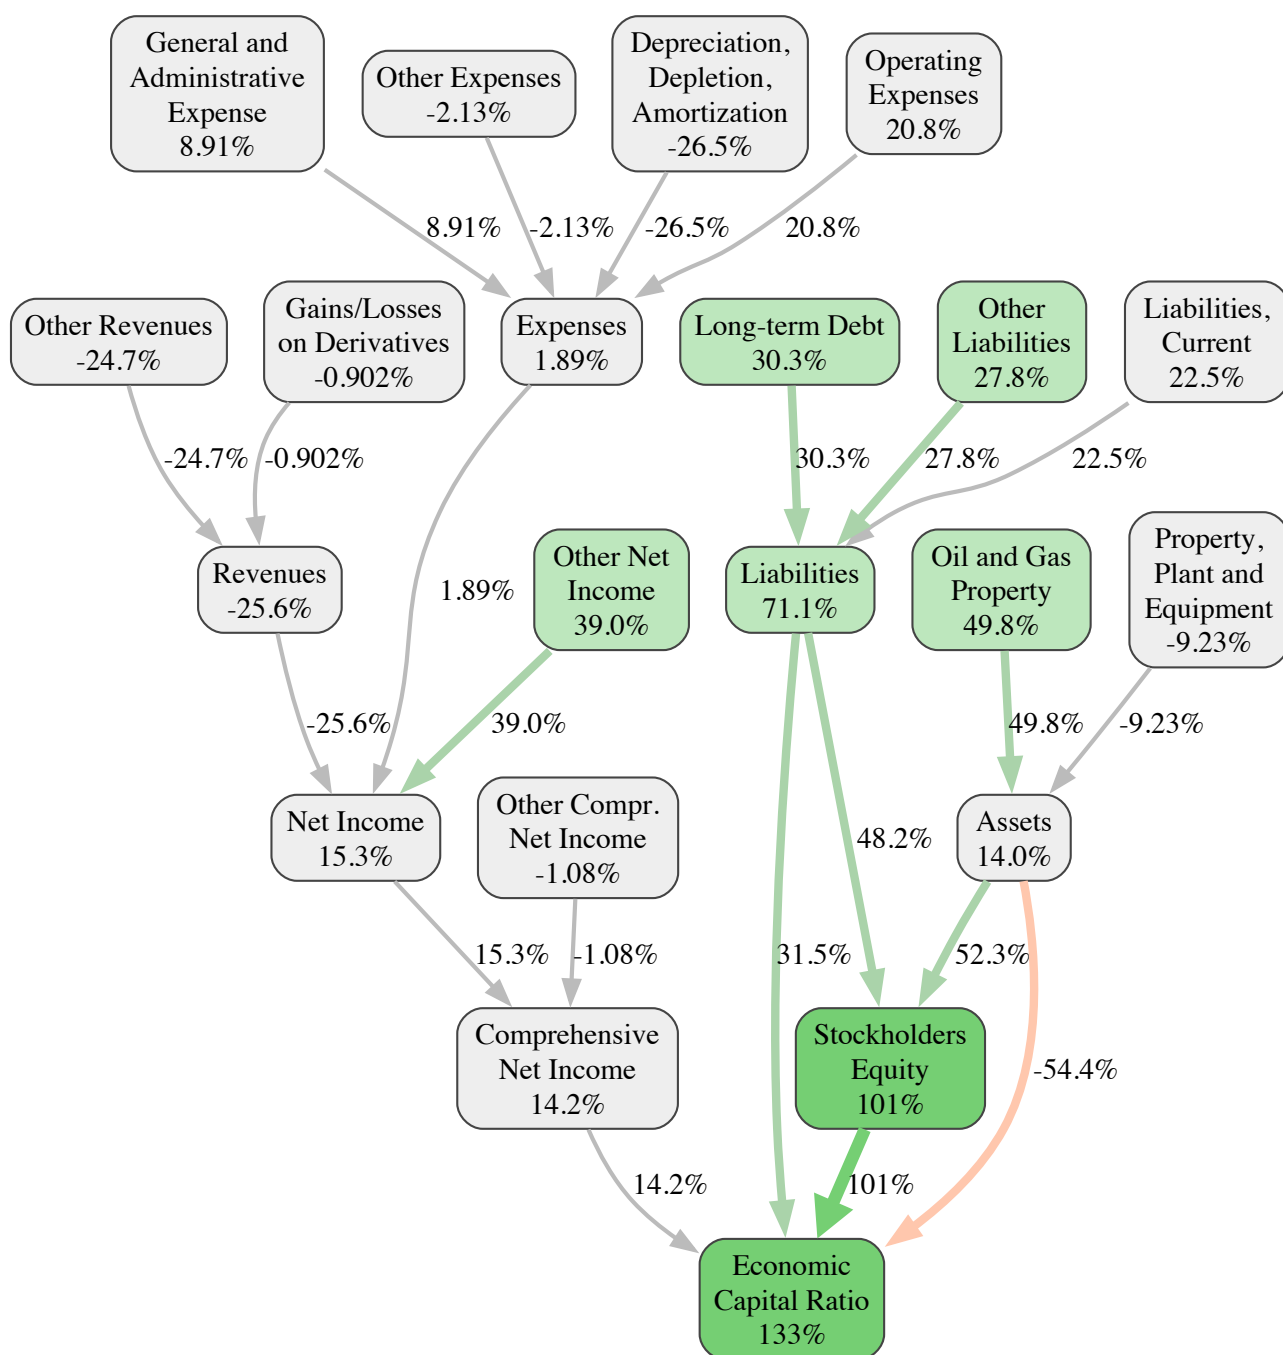 General and
Administrative
Expense
8.91%
Other Expenses
-2.13%
Depreciation,
Depletion,
Amortization
-26.5%
Operating
Expenses
20.8%
8.91%
-2.13%
-26.5%
20.8%
Other Revenues
-24.7%
Gains/Losses
on Derivatives
-0.902%
Expenses
1.89%
Long-term Debt
30.3%
Other
Liabilities
27.8%
Liabilities,
Current
22.5%
-24.7%
-0.902%
30.3%
27.8%
22.5%
Revenues
-25.6%
1.89%
Other Net
Income
39.0%
Liabilities
71.1%
Oil and Gas
Property
49.8%
Property,
Plant and
Equipment
-9.23%
-25.6%
39.0%
49.8%
-9.23%
Net Income
15.3%
Other Compr.
Net Income
-1.08%
48.2%
Assets
14.0%
15.3%
-1.08%
31.5%
52.3%
Comprehensive
Net Income
14.2%
Stockholders
Equity
101%
-54.4%
14.2%
101%
Economic
Capital Ratio
133%